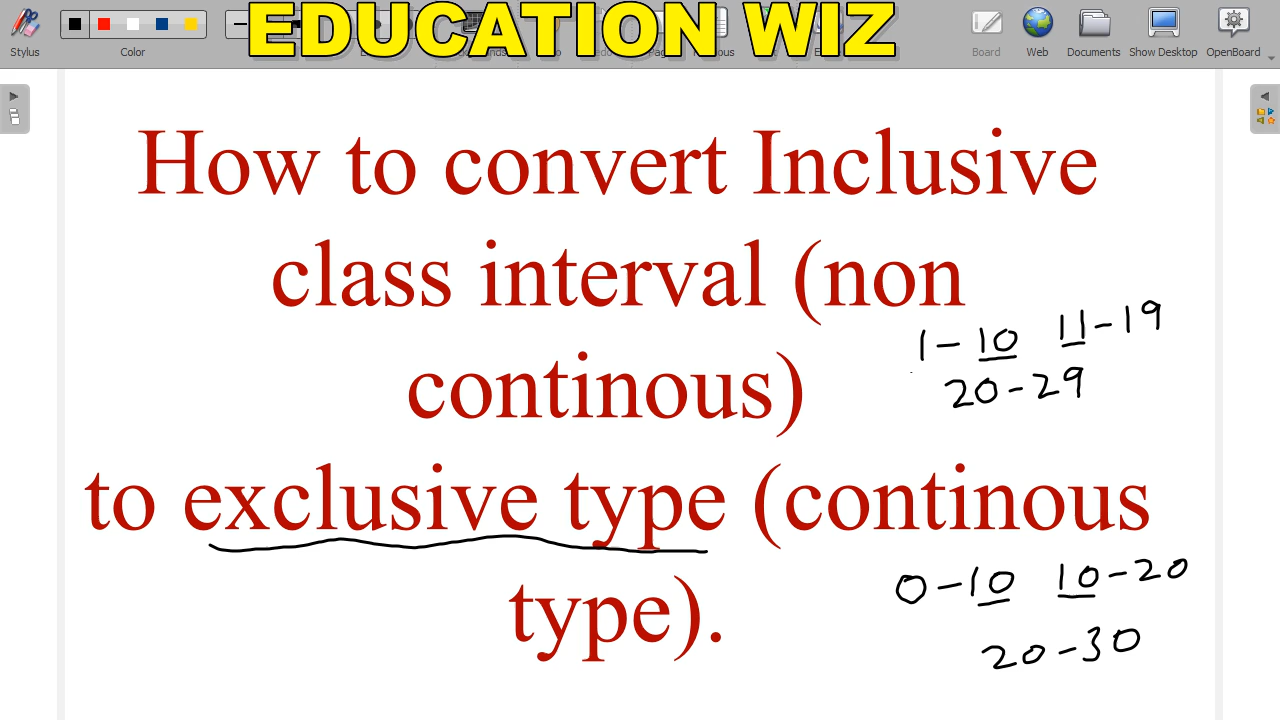 EDUCATION WIZ
Stylus
Color
Board
Web
Documents
Show Desktop
OpenBoard
How to convert Inclusive
class interval (non
continous)
to exclusive type (continous
type).
1-10 11-19
20-29
0-10 10-20
20-30